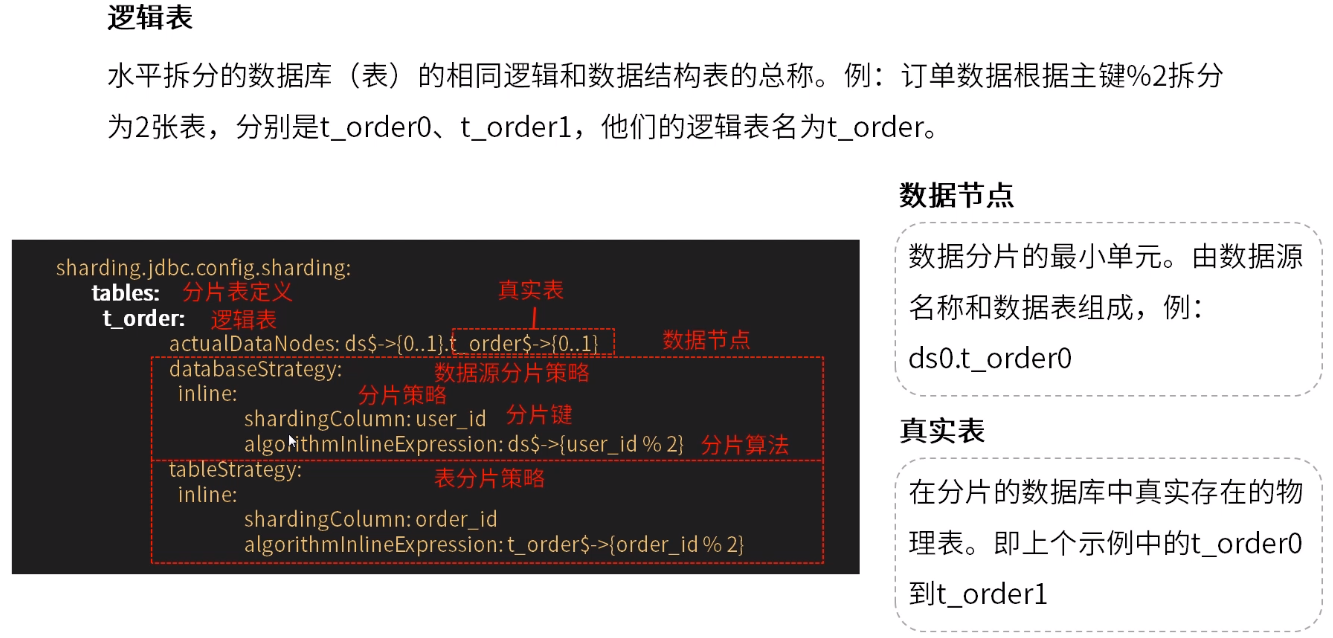 逻辑表
水平拆分的数据库（表）的相同逻辑和数据结构表的总称。例：订单数据根据主键%2拆分
为2张表，分别是t_order0、t_order1，他们的逻辑表名为t_order。
sharding.jdbc.config.sharding:
tables: 分片表定义
真实表
t_order: 逻辑表
actualDataNodes: ds$->{0..1}.t_order$->{0..1} 数据节点
databaseStrategy: 数据源分片策略
inline: 分片策略
shardingColumn: user_id 分片键
algorithmInlineExpression: ds$->{user_id % 2} 分片算法
tableStrategy: 表分片策略
inline:
shardingColumn: order_id
algorithmInlineExpression: t_order$->{order_id % 2}
数据节点
数据分片的最小单元。由数据源
名称和数据表组成，例：
ds0.t_order0
真实表
在分片的数据库中真实存在的物
理表。即上个示例中的t_order0
到t_order1